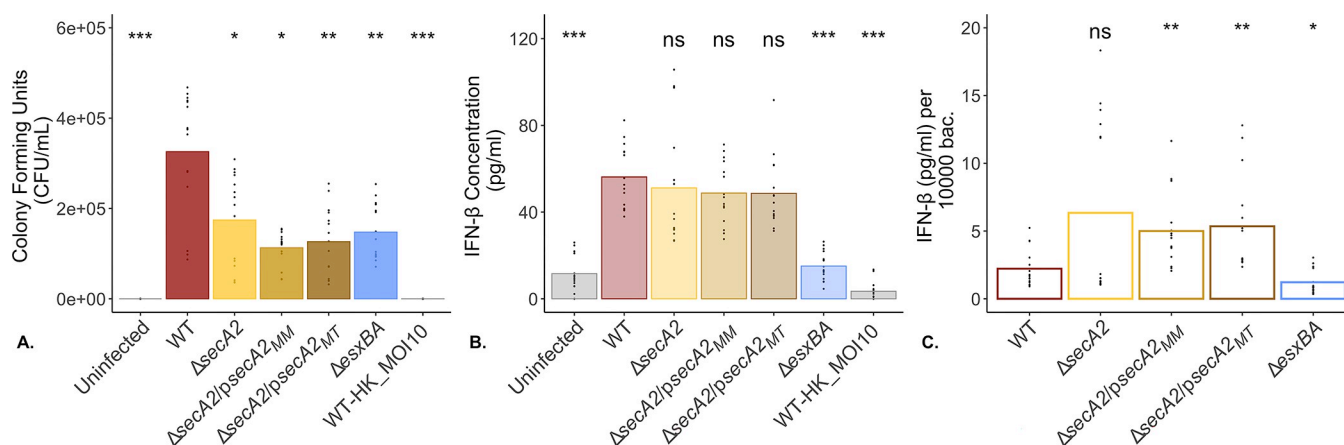 6e+05
4e+05
2e+05
0e+00
Colony Forming Units
(CFU/mL)
*** * * ** ** ***
Uninfected
WT
ΔsecA2
ΔsecA2/psecA2MM
ΔsecA2/psecA2MT
ΔesxBA
WT-HK_MOI10
A.
120
80
40
0
IFN-β Concentration
(pg/ml)
*** ns ns ns *** ***
Uninfected
WT
ΔsecA2
ΔsecA2/psecA2MM
ΔsecA2/psecA2MT
ΔesxBA
WT-HK_MOI10
B.
20
15
10
5
0
IFN-β (pg/ml) per
10000 bac.
ns ** ** *
WT
ΔsecA2
ΔsecA2/psecA2MM
ΔsecA2/psecA2MT
ΔesxBA
C.